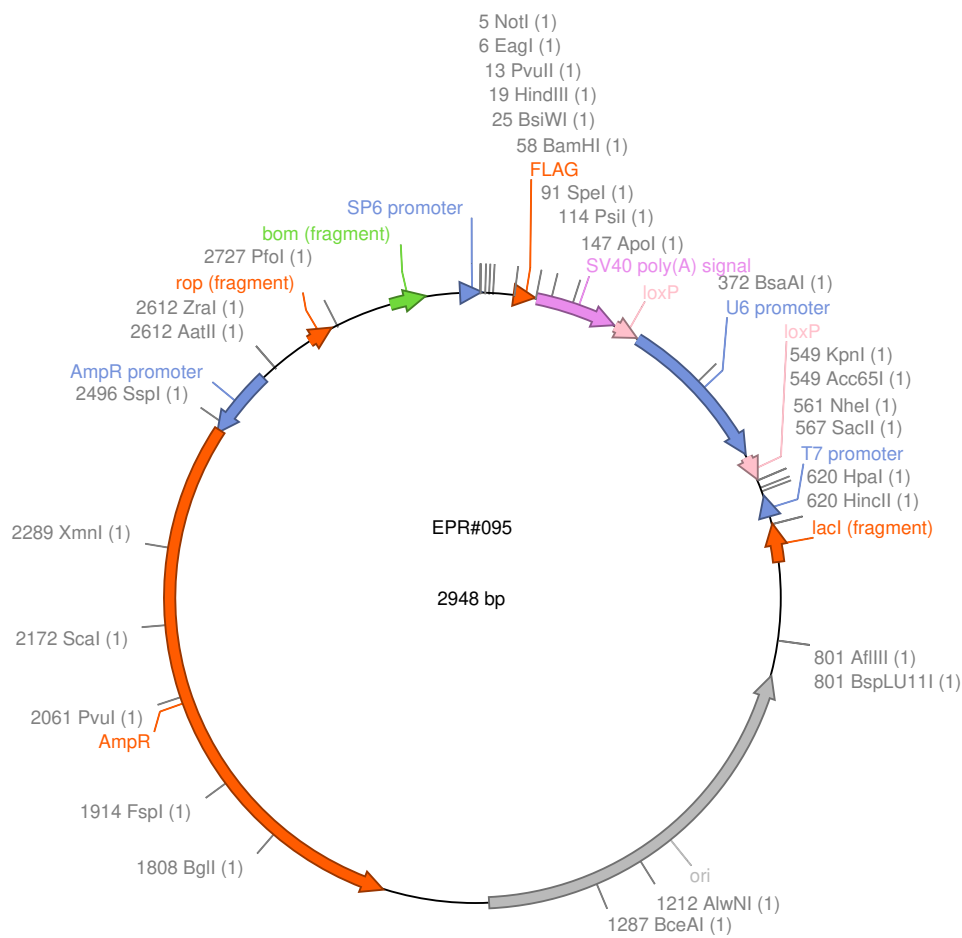 5 NotI (1)
6 EagI (1)
13 PvuII (1)
19 HindIII (1)
25 BsiWI (1)
58 BamHI (1)
FLAG
91 SpeI (1)
SP6 promoter
114 PsiI (1)
bom (fragment)
147 ApoI (1)
2727 PfoI (1)
SV40 poly(A) signal
rop (fragment)
372 BsaAI (1)
loxP
2612 ZraI (1)
U6 promoter
2612 AatII (1)
loxP
549 KpnI (1)
AmpR promoter
549 Acc65I (1)
2496 SspI (1)
561 NheI (1)
567 SacII (1)
T7 promoter
620 HpaI (1)
620 HincII (1)
2289 XmnI (1)
EPR#095
lacI (fragment)
2948 bp
2172 ScaI (1)
801 AflIII (1)
801 BspLU11I (1)
2061 PvuI (1)
AmpR
1914 FspI (1)
1808 BglI (1)
ori
1212 AlwNI (1)
1287 BceAI (1)